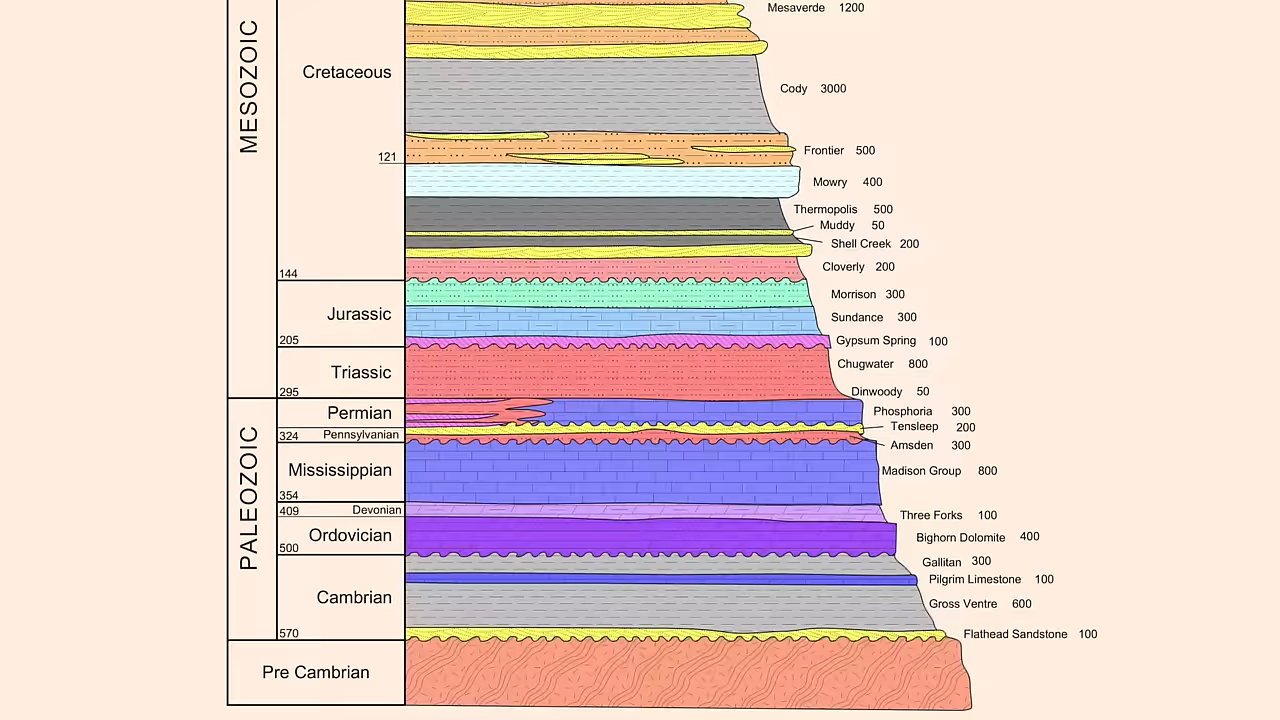 MESOZOIC
Cretaceous
121
144
Jurassic
205
Triassic
295
PALEOZOIC
Permian
Pennsylvanian
324
Mississippian
354
Devonian
409
Ordovician
500
Cambrian
570
Pre Cambrian
Mesaverde 1200
Cody 3000
Frontier 500
Mowry 400
Thermopolis 500
Muddy 50
Shell Creek 200
Cloverly 200
Morrison 300
Sundance 300
Gypsum Spring 100
Chugwater 800
Dinwoody 50
Phosphoria 300
Tensleep 200
Amsden 300
Madison Group 800
Three Forks 100
Bighorn Dolomite 400
Gallitan 300
Pilgrim Limestone 100
Gross Ventre 600
Flathead Sandstone 100